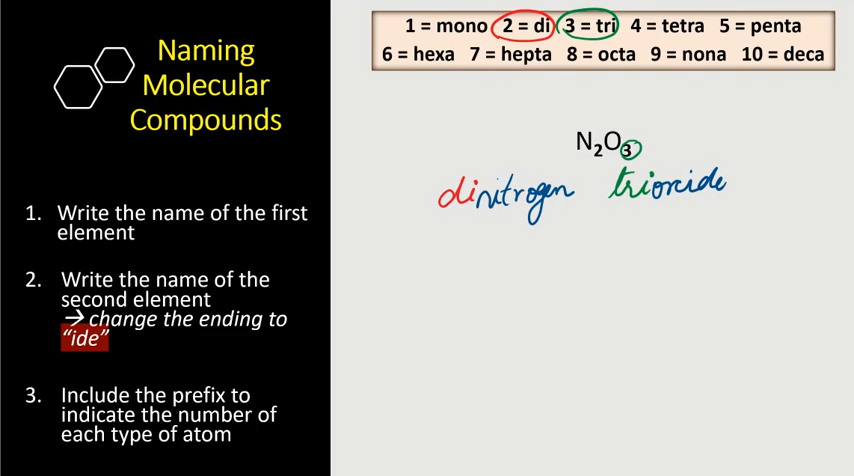 Naming
Molecular
Compounds
1. Write the name of the first
element
2. Write the name of the
second element
→ change the ending to
“ide”
3. Include the prefix to
indicate the number of
each type of atom
1 = mono 2 = di 3 = tri 4 = tetra 5 = penta
6 = hexa 7 = hepta 8 = octa 9 = nona 10 = deca
N₂O₃
dinitrogen trioxide